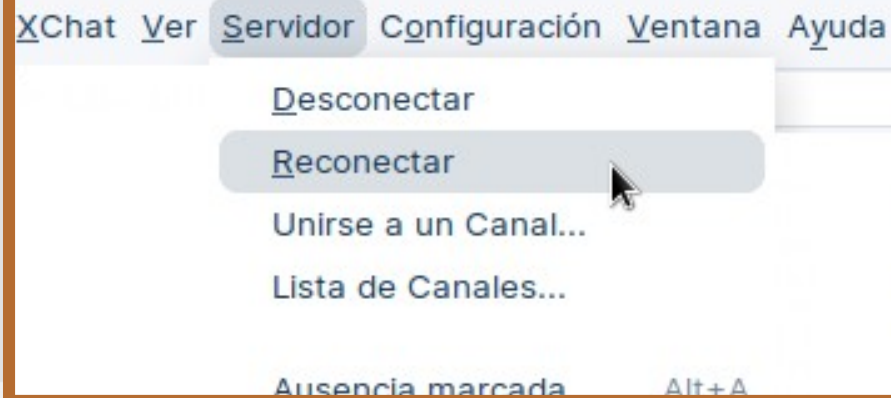 XChat Ver Servidor Configuración Ventana Ayuda
Desconectar
Reconectar
Unirse a un Canal...
Lista de Canales...
Ausencia marcada Alt+A